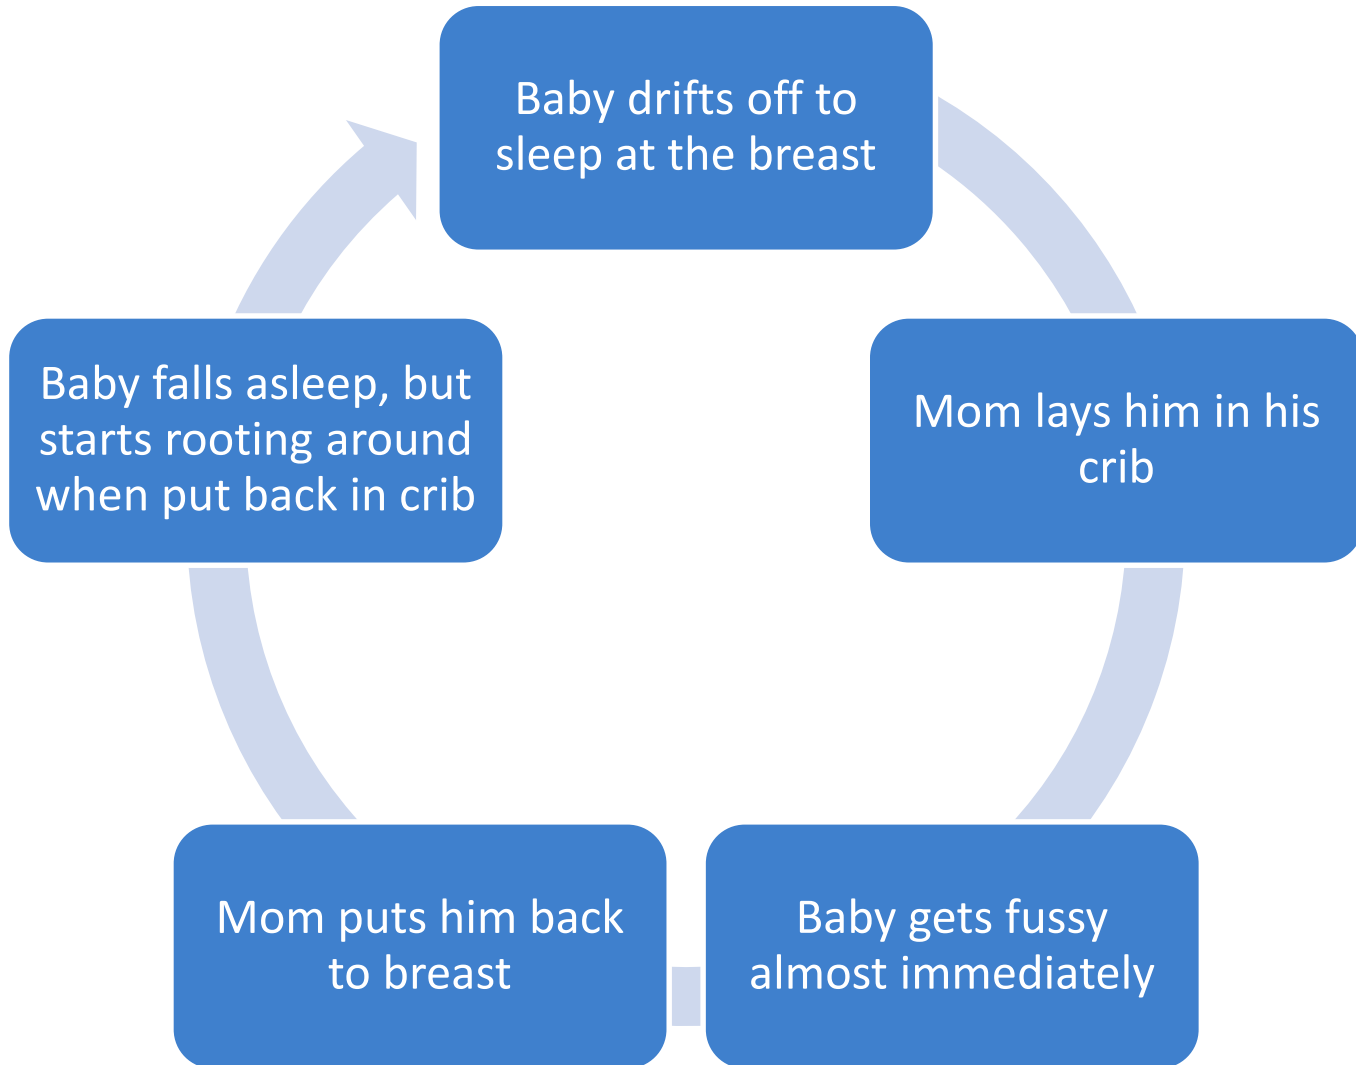 Baby drifts off to
sleep at the breast
Mom lays him in his
crib
Baby gets fussy
almost immediately
Mom puts him back
to breast
Baby falls asleep, but
starts rooting around
when put back in crib